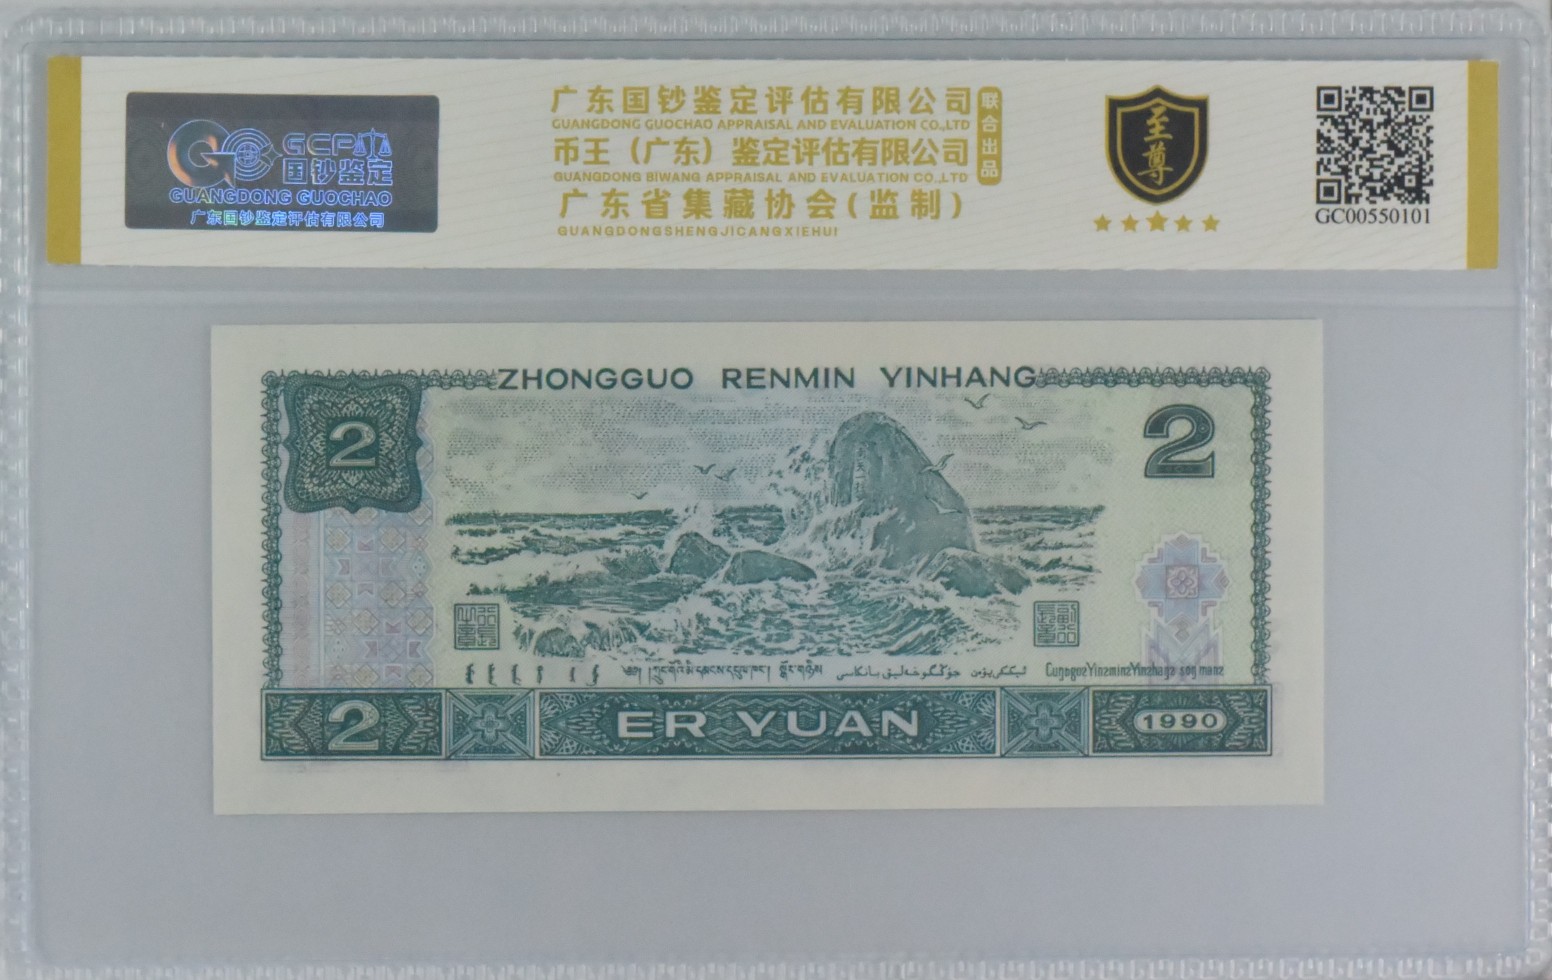 GCP
国钞鉴定
GUANGDONG GUOCHAO
广东国钞鉴定评估有限公司
广东国钞鉴定评估有限公司
GUANGDONG GUOCHAO APPRAISAL AND EVALUATION CO.,LTD
币王（广东）鉴定评估有限公司
GUANGDONG BIWANG APPRAISAL AND EVALUATION CO.,LTD
广东省集藏协会(监制)
GUANGDONGSHENGJICANGXIEHUI
联合出品
至尊
GC00550101
ZHONGGUO RENMIN YINHANG
2
2
2
ER YUAN
1990